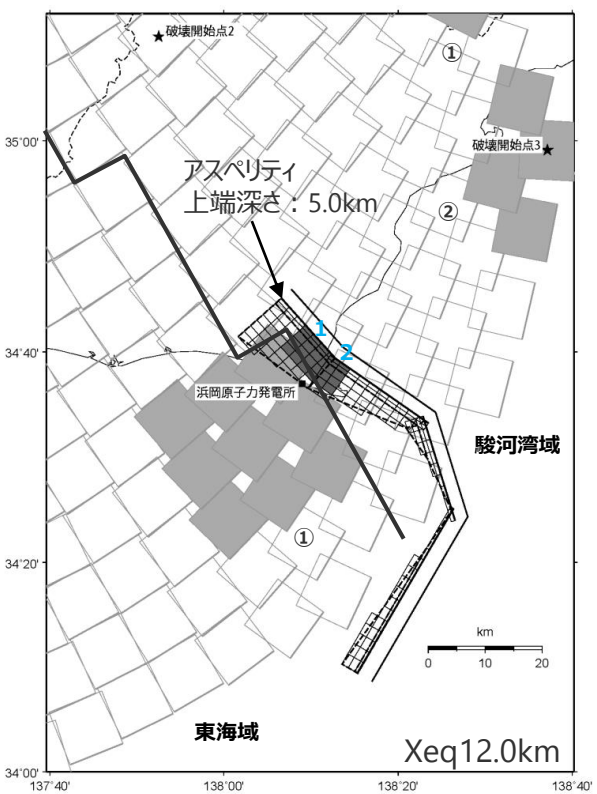 破壊開始点2
①
35°00'
破壊開始点3
アスペリティ
上端深さ：5.0km
②
1
34°40'
2
浜岡原子力発電所
駿河湾域
①
34°20'
km
0 10 20
東海域
Xeq12.0km
34°00'
137°40' 138°00' 138°20' 138°40'